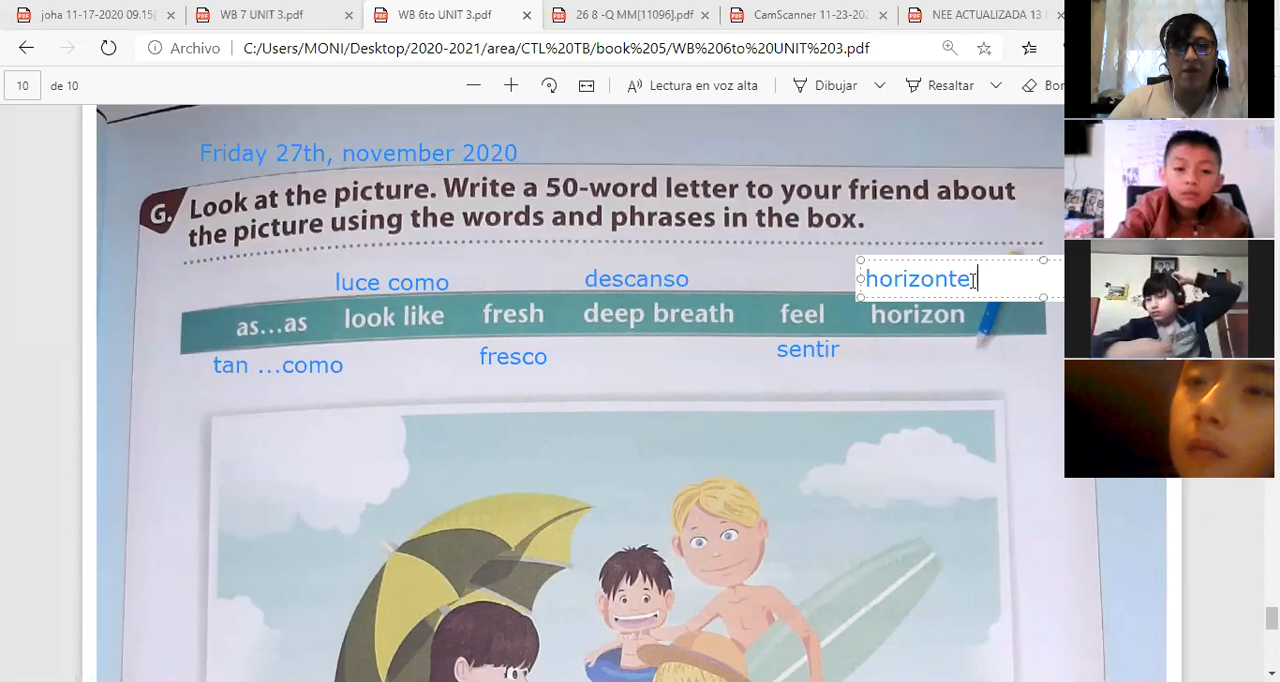 joha 11-17-2020 09.15
WB 7 UNIT 3.pdf
WB 6to UNIT 3.pdf
26 8 -Q MM[11096].pdf
CamScanner 11-23-202
NEE ACTUALIZADA 13
Archivo
C:/Users/MONI/Desktop/2020-2021/area/CTL%20TB/book%205/WB%206to%20UNIT%203.pdf
10 de 10
Lectura en voz alta
Dibujar
Resaltar
Bor
Friday 27th, november 2020
G. Look at the picture. Write a 50-word letter to your friend about
the picture using the words and phrases in the box.
luce como descanso horizonte
as...as look like fresh deep breath feel horizon
tan ...como fresco sentir